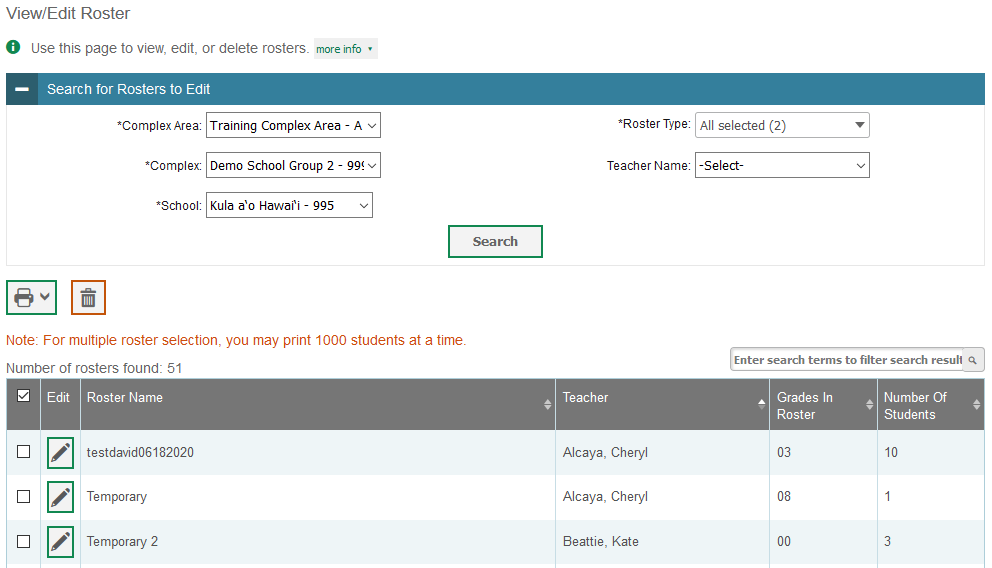 View/Edit Roster
Use this page to view, edit, or delete rosters. more info
Search for Rosters to Edit
*Complex Area: Training Complex Area - A *Roster Type: All selected (2)
*Complex: Demo School Group 2 - 999 Teacher Name: -Select-
*School: Kula aʻo Hawaiʻi - 995
Search
Note: For multiple roster selection, you may print 1000 students at a time.
Number of rosters found: 51 Enter search terms to filter search result
Edit Roster Name Teacher Grades In Roster Number Of Students
testdavid06182020 Alcaya, Cheryl 03 10
Temporary Alcaya, Cheryl 08 1
Temporary 2 Beattie, Kate 00 3